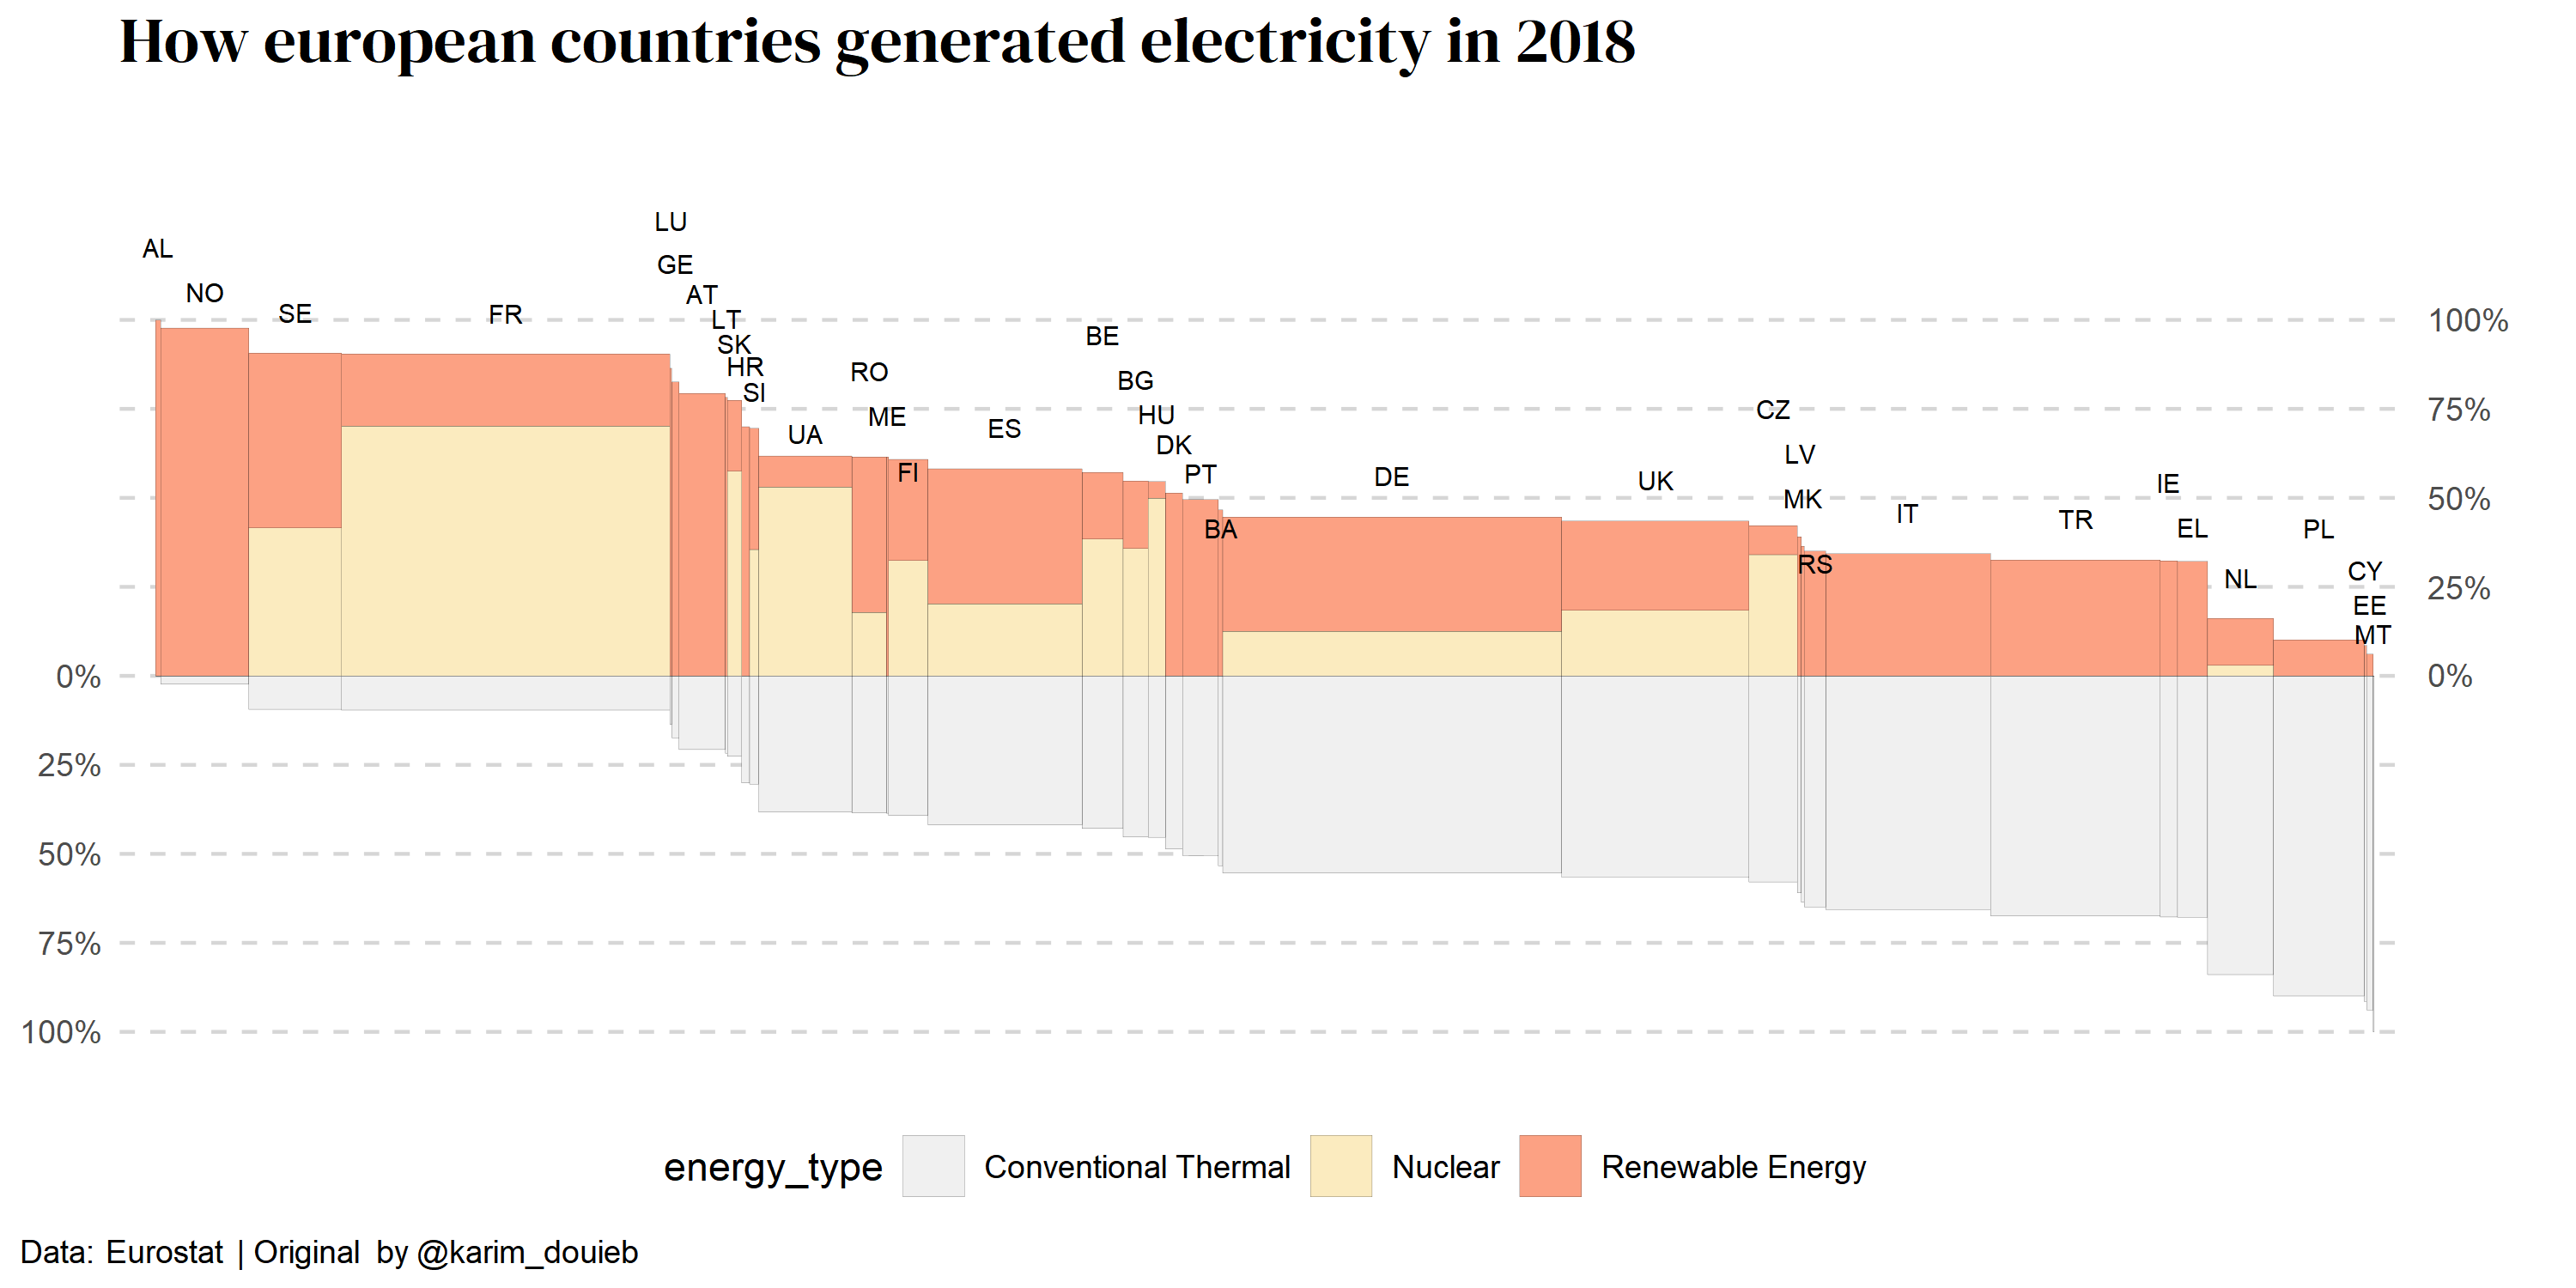 How european countries generated electricity in 2018
LU
AL
GE
NO
AT
SE
FR
LT
100%
BE
SK
HR
RO
BG
SI
75%
CZ
HU
ME
ES
UA
DK
LV
FI
PT
DE
UK
IE
50%
MK
IT
TR
BA
EL
PL
RS
CY
NL
25%
EE
MT
0%
0%
25%
50%
75%
100%
energy_type
Conventional Thermal
Nuclear
Renewable Energy
Data: Eurostat | Original by @karim_douieb